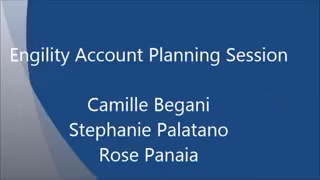 Engility Account Planning Session
Camille Begani
Stephanie Palatano
Rose Panaia